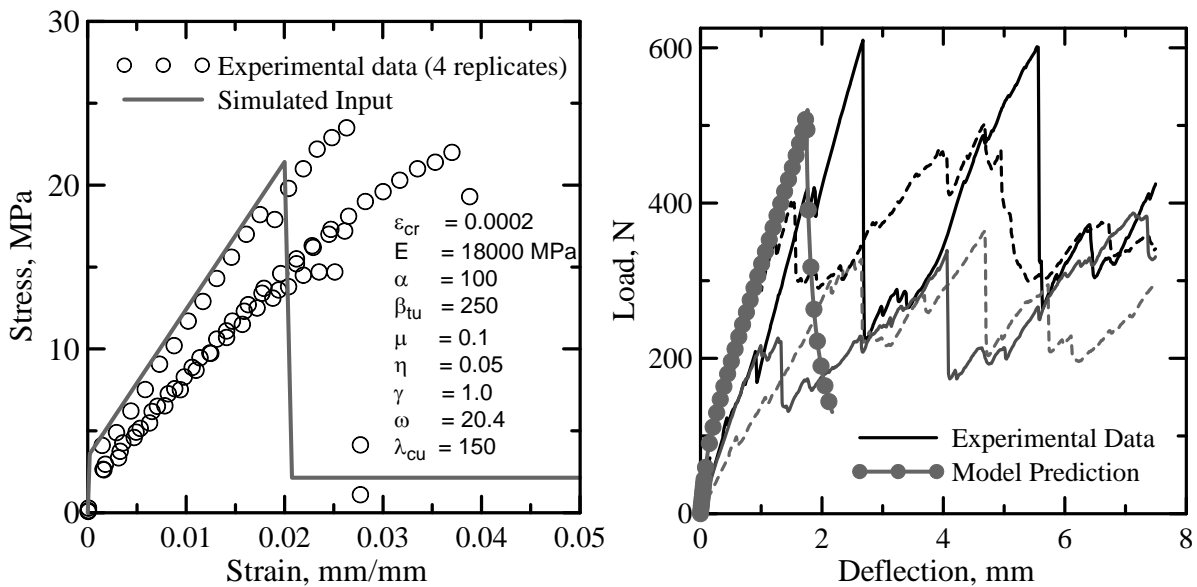 30
20
10
0
Stress, MPa
Experimental data (4 replicates)
Simulated Input
εcr = 0.0002
E = 18000 MPa
α = 100
βtu = 250
μ = 0.1
η = 0.05
γ = 1.0
ω = 20.4
λcu = 150
0 0.01 0.02 0.03 0.04 0.05
Strain, mm/mm
600
400
200
0
Load, N
Experimental Data
Model Prediction
0 2 4 6 8
Deflection, mm